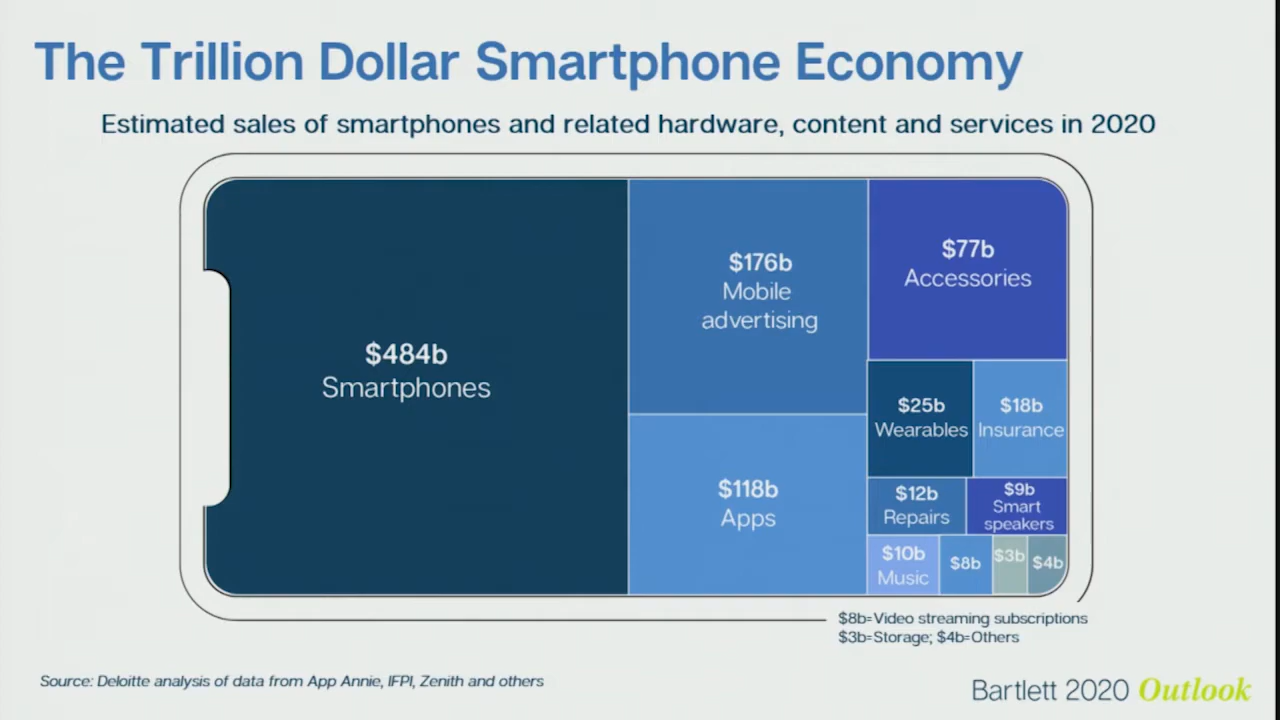 The Trillion Dollar Smartphone Economy
Estimated sales of smartphones and related hardware, content and services in 2020
$484b
Smartphones
$176b
Mobile
advertising
$118b
Apps
$77b
Accessories
$25b
Wearables
$18b
Insurance
$12b
Repairs
$9b
Smart
speakers
$10b
Music
$8b
$3b
$4b
$8b=Video streaming subscriptions
$3b=Storage; $4b=Others
Source: Deloitte analysis of data from App Annie, IFPI, Zenith and others
Bartlett 2020 Outlook